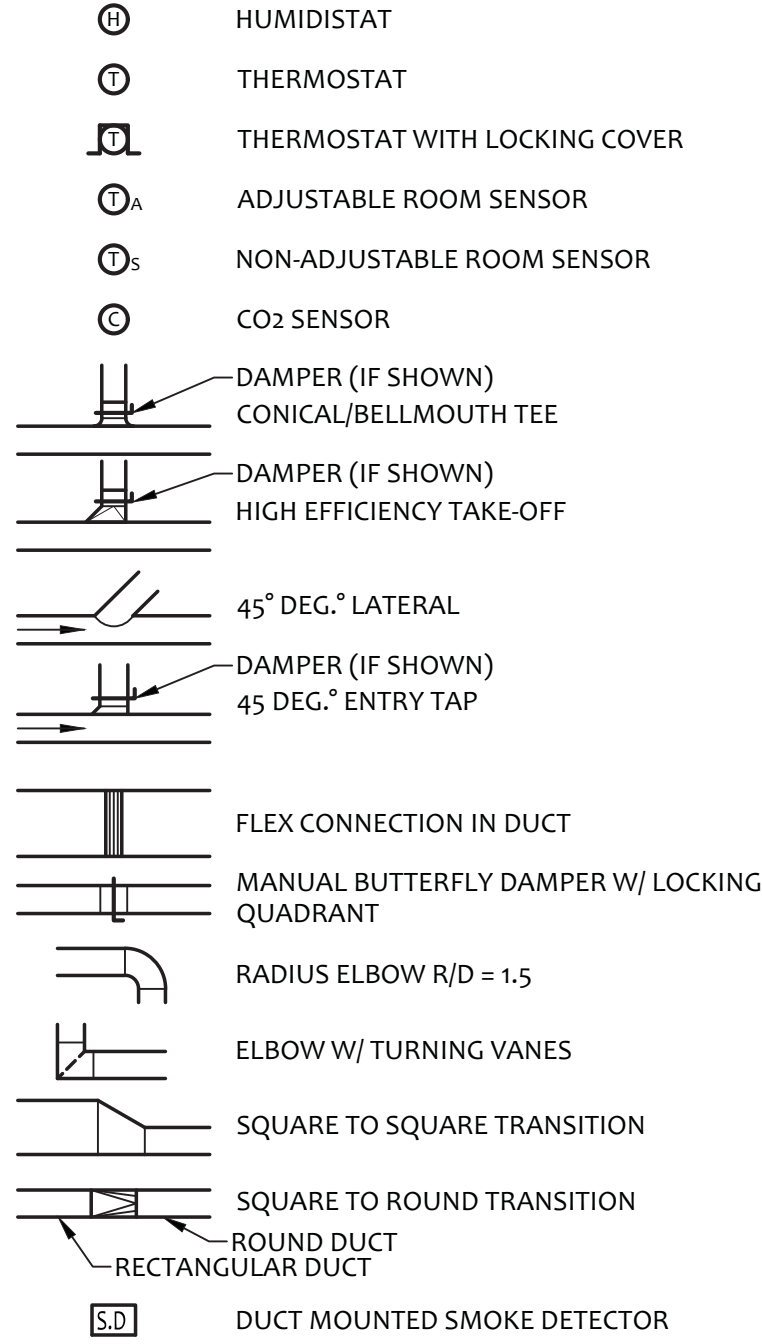 H HUMIDISTAT
T THERMOSTAT
T THERMOSTAT WITH LOCKING COVER
TA ADJUSTABLE ROOM SENSOR
TS NON-ADJUSTABLE ROOM SENSOR
C CO2 SENSOR
DAMPER (IF SHOWN)
CONICAL/BELLMOUTH TEE
DAMPER (IF SHOWN)
HIGH EFFICIENCY TAKE-OFF
45° DEG.° LATERAL
DAMPER (IF SHOWN)
45 DEG.° ENTRY TAP
FLEX CONNECTION IN DUCT
MANUAL BUTTERFLY DAMPER W/ LOCKING
QUADRANT
RADIUS ELBOW R/D = 1.5
ELBOW W/ TURNING VANES
SQUARE TO SQUARE TRANSITION
SQUARE TO ROUND TRANSITION
ROUND DUCT
RECTANGULAR DUCT
S.D DUCT MOUNTED SMOKE DETECTOR